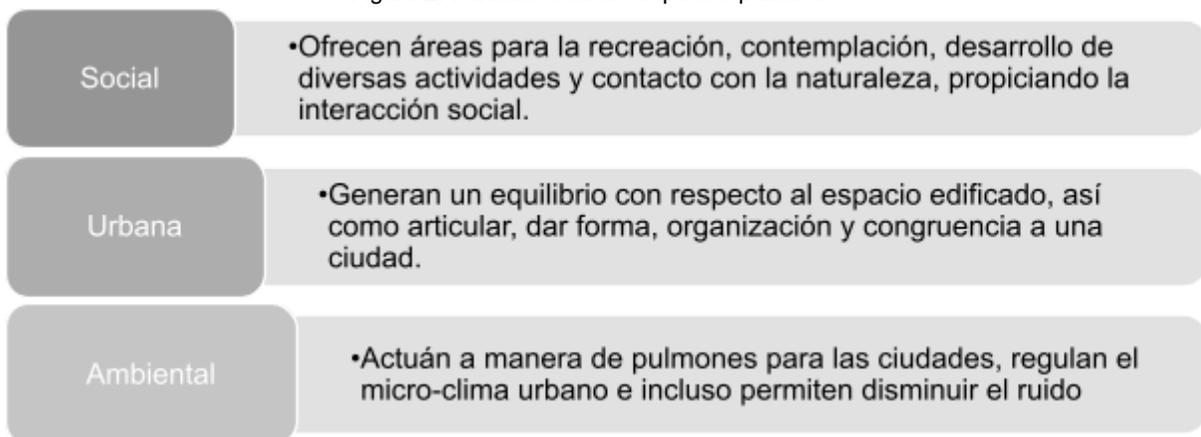 Social
•Ofrecen áreas para la recreación, contemplación, desarrollo de
diversas actividades y contacto con la naturaleza, propiciando la
interacción social.
Urbana
•Generan un equilibrio con respecto al espacio edificado, así
como articular, dar forma, organización y congruencia a una
ciudad.
Ambiental
•Actuán a manera de pulmones para las ciudades, regulan el
micro-clima urbano e incluso permiten disminuir el ruido